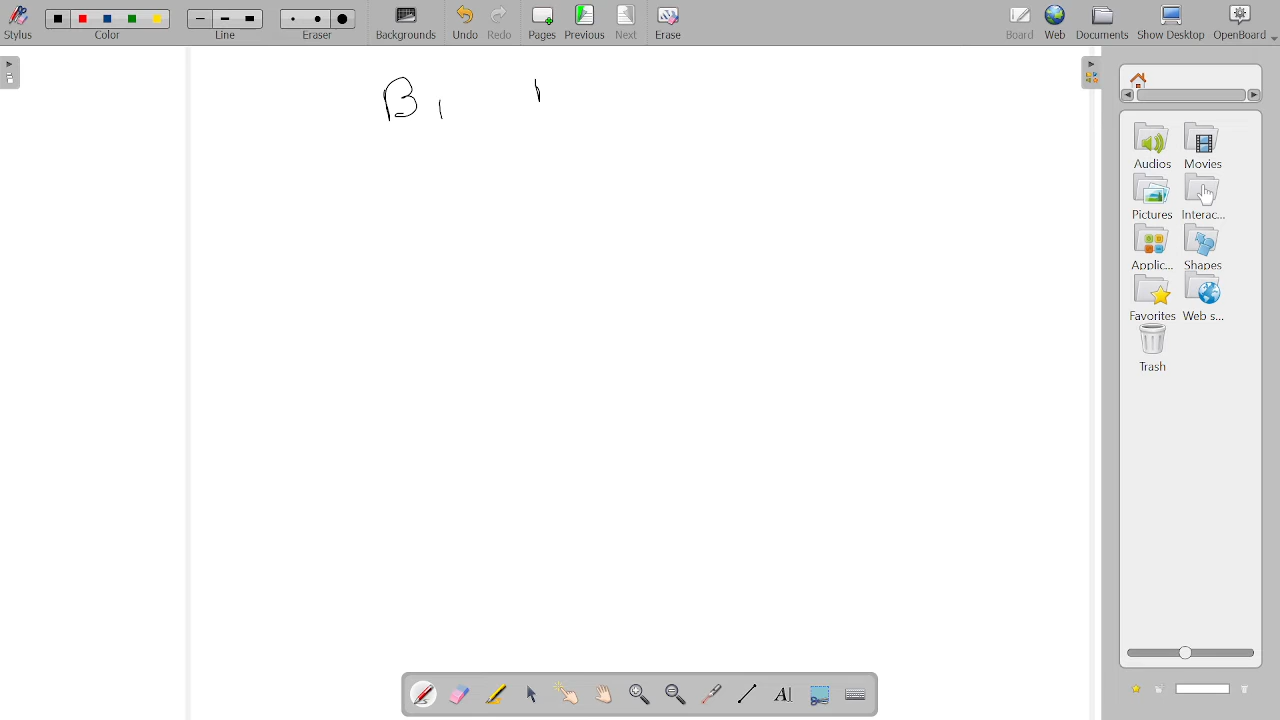 Stylus Color Line Eraser Backgrounds Undo Redo Pages Previous Next Erase Board Web Documents Show Desktop OpenBoard
B1
Audios Movies
Pictures Interac...
Applic... Shapes
Favorites Web s...
Trash